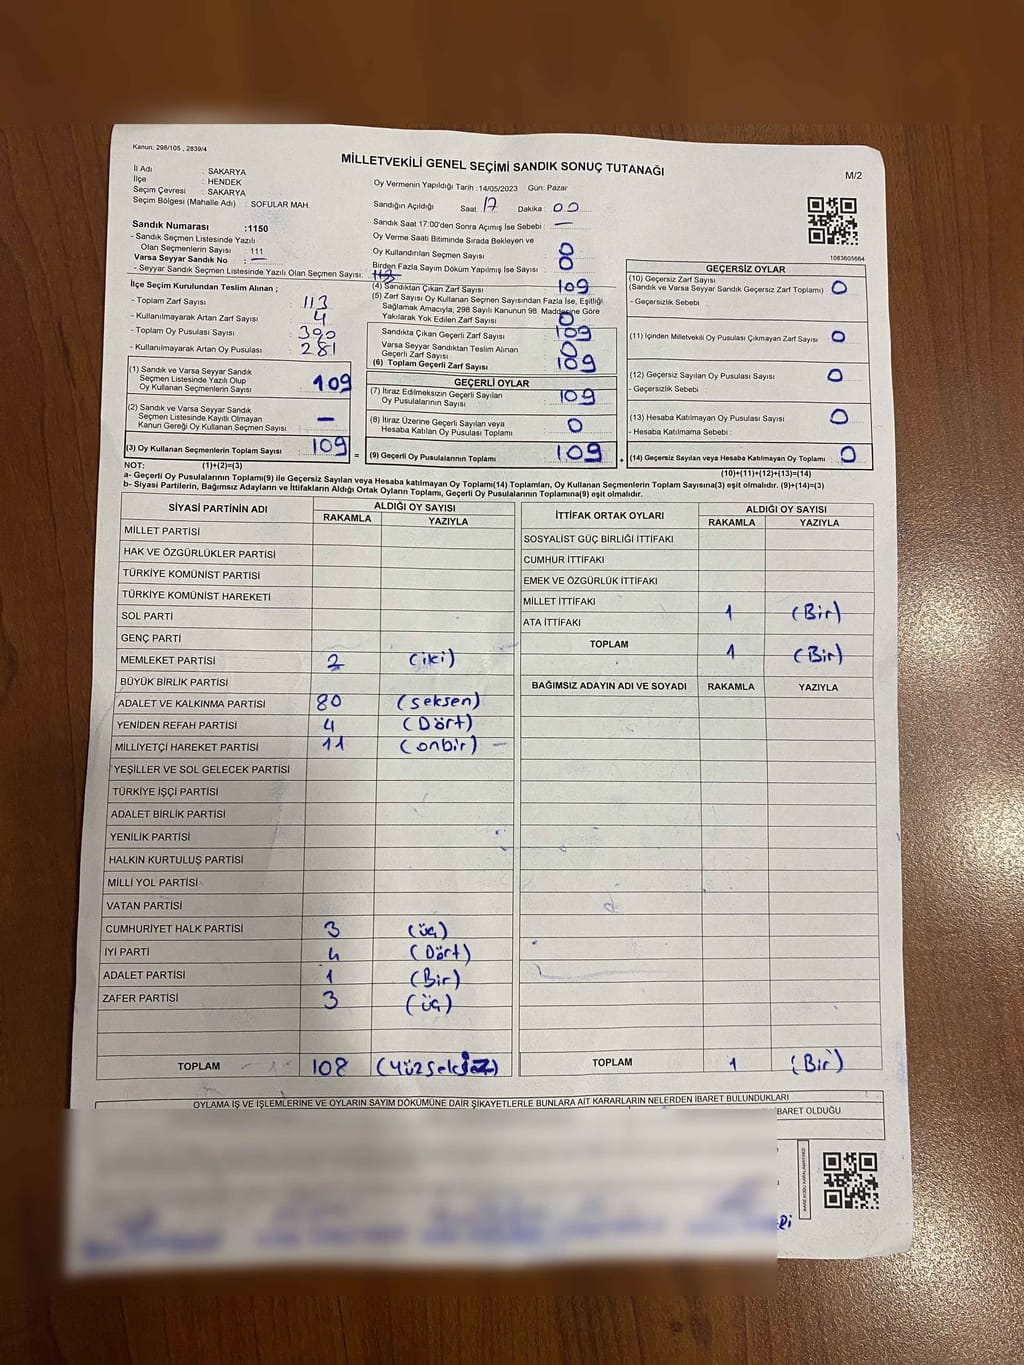 Kanun; 298/105 , 2839/4
MİLLETVEKİLİ GENEL SEÇİMİ SANDIK SONUÇ TUTANAĞI
M/2
İl Adı : SAKARYA
İlçe : HENDEK
Seçim Çevresi : SAKARYA
Seçim Bölgesi (Mahalle Adı) : SOFULAR MAH.
Sandık Numarası :1150
- Sandık Seçmen Listesinde Yazılı
Olan Seçmenlerin Sayısı : 111
Varsa Seyyar Sandık No : —
- Seyyar Sandık Seçmen Listesinde Yazılı Olan Seçmen Sayısı: 113
İlçe Seçim Kurulundan Teslim Alınan ;
- Toplam Zarf Sayısı : 113
- Kullanılmayarak Artan Zarf Sayısı : 4
- Toplam Oy Pusulası Sayısı : 390
- Kullanılmayarak Artan Oy Pusulası : 281
(1) Sandık ve Varsa Seyyar Sandık
Seçmen Listesinde Yazılı Olup
Oy Kullanan Seçmenlerin Sayısı : 109
(2) Sandık ve Varsa Seyyar Sandık
Seçmen Listesinde Kayıtlı Olmayan
Kanun Gereği Oy Kullanan Seçmen Sayısı : —
(3) Oy Kullanan Seçmenlerin Toplam Sayısı : 109
Oy Vermenin Yapıldığı Tarih :14/05/2023 Gün: Pazar
Sandığın Açıldığı Saat : 17 Dakika : 00
Sandık Saat 17:00'den Sonra Açılmış İse Sebebi : —
Oy Verme Saati Bitiminde Sırada Bekleyen ve
Oy Kullandırılan Seçmen Sayısı : 0
Birden Fazla Sayım Döküm Yapılmış İse Sayısı : 0
(4) Sandıktan Çıkan Zarf Sayısı : 109
(5) Zarf Sayısı Oy Kullanan Seçmen Sayısından Fazla İse, Eşitliği
Sağlamak Amacıyla; 298 Sayılı Kanunun 98. Maddesine Göre
Yakılarak Yok Edilen Zarf Sayısı : 0
Sandıkta Çıkan Geçerli Zarf Sayısı : 109
Varsa Seyyar Sandıktan Teslim Alınan
Geçerli Zarf Sayısı : 0
(6) Toplam Geçerli Zarf Sayısı : 109
GEÇERLİ OYLAR
(7) İtiraz Edilmeksizin Geçerli Sayılan
Oy Pusulalarının Sayısı : 109
(8) İtiraz Üzerine Geçerli Sayılan veya
Hesaba Katılan Oy Pusulası Toplamı : 0
= (9) Geçerli Oy Pusulalarının Toplamı : 109 +
1083605664
GEÇERSİZ OYLAR
(10) Geçersiz Zarf Sayısı
(Sandık ve Varsa Seyyar Sandık Geçersiz Zarf Toplamı) : 0
- Geçersizlik Sebebi :
(11) İçinden Milletvekili Oy Pusulası Çıkmayan Zarf Sayısı : 0
(12) Geçersiz Sayılan Oy Pusulası Sayısı : 0
- Geçersizlik Sebebi :
(13) Hesaba Katılmayan Oy Pusulası Sayısı : 0
- Hesaba Katılmama Sebebi :
(14) Geçersiz Sayılan veya Hesaba Katılmayan Oy Toplamı : 0
NOT: (1)+(2)=(3) (10)+(11)+(12)+(13)=(14)
a- Geçerli Oy Pusulalarının Toplamı(9) ile Geçersiz Sayılan veya Hesaba Katılmayan Oy Toplamı(14) Toplamları, Oy Kullanan Seçmenlerin Toplam Sayısına(3) eşit olmalıdır. (9)+(14)=(3)
b- Siyasi Partilerin, Bağımsız Adayların ve İttifakların Aldığı Ortak Oyların Toplamı, Geçerli Oy Pusulalarının Toplamına(9) eşit olmalıdır.
SİYASİ PARTİNİN ADI ALDIĞI OY SAYISI
RAKAMLA YAZIYLA
MİLLET PARTİSİ
HAK VE ÖZGÜRLÜKLER PARTİSİ
TÜRKİYE KOMÜNİST PARTİSİ
TÜRKİYE KOMÜNİST HAREKETİ
SOL PARTİ
GENÇ PARTİ
MEMLEKET PARTİSİ 2 (iki)
BÜYÜK BİRLİK PARTİSİ
ADALET VE KALKINMA PARTİSİ 80 (seksen)
YENİDEN REFAH PARTİSİ 4 (Dört)
MİLLİYETÇİ HAREKET PARTİSİ 11 (onbir) —
YEŞİLLER VE SOL GELECEK PARTİSİ
TÜRKİYE İŞÇİ PARTİSİ
ADALET BİRLİK PARTİSİ
YENİLİK PARTİSİ
HALKIN KURTULUŞ PARTİSİ
MİLLİ YOL PARTİSİ
VATAN PARTİSİ
CUMHURİYET HALK PARTİSİ 3 (üç)
İYİ PARTİ 4 (Dört)
ADALET PARTİSİ 1 (Bir)
ZAFER PARTİSİ 3 (üç)
TOPLAM 108 (Yüzsekiz)
İTTİFAK ORTAK OYLARI ALDIĞI OY SAYISI
RAKAMLA YAZIYLA
SOSYALİST GÜÇ BİRLİĞİ İTTİFAKI
CUMHUR İTTİFAKI
EMEK VE ÖZGÜRLÜK İTTİFAKI
MİLLET İTTİFAKI
ATA İTTİFAKI 1 (Bir)
TOPLAM 1 (Bir)
BAĞIMSIZ ADAYIN ADI VE SOYADI RAKAMLA YAZIYLA
TOPLAM 1 (Bir)
OYLAMA İŞ VE İŞLEMLERİNE VE OYLARIN SAYIM DÖKÜMÜNE DAİR ŞİKAYETLERLE BUNLARA AİT KARARLARIN NELERDEN İBARET BULUNDUKLARI
BARET OLDUĞU